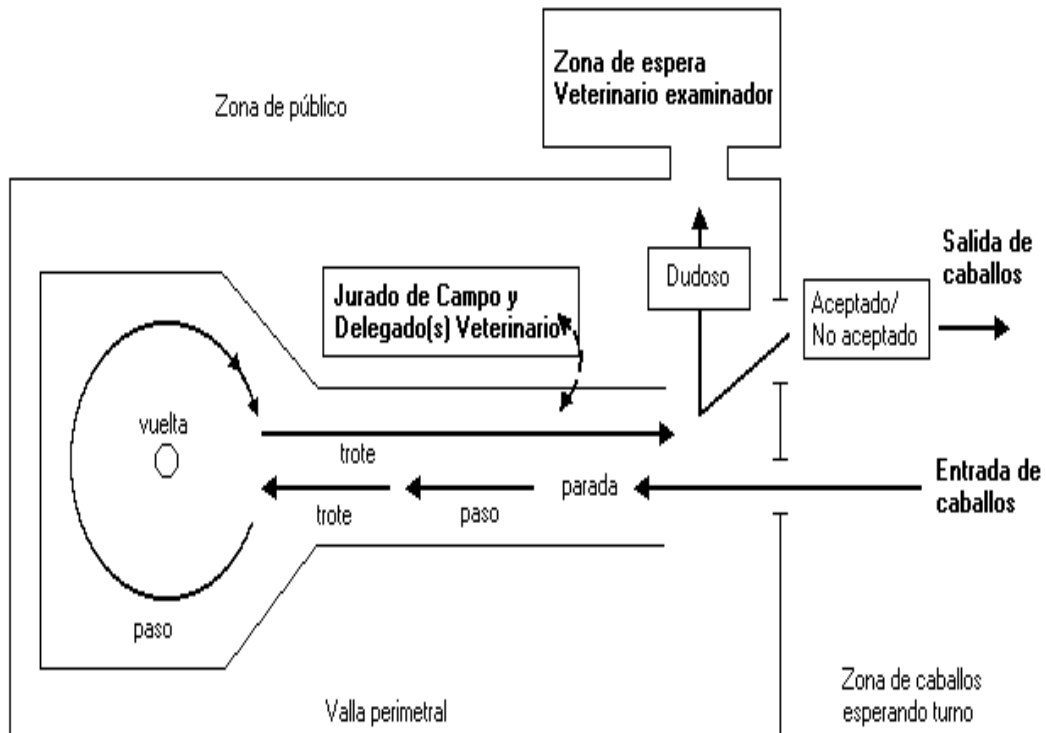 Zona de espera
Veterinario examinador
Zona de público
Salida de
caballos
Dudoso
Aceptado/
No aceptado
Jurado de Campo y
Delegado(s) Veterinario
vuelta
trote
parada
Entrada de
caballos
trote
paso
paso
Zona de caballos
esperando turno
Valla perimetral